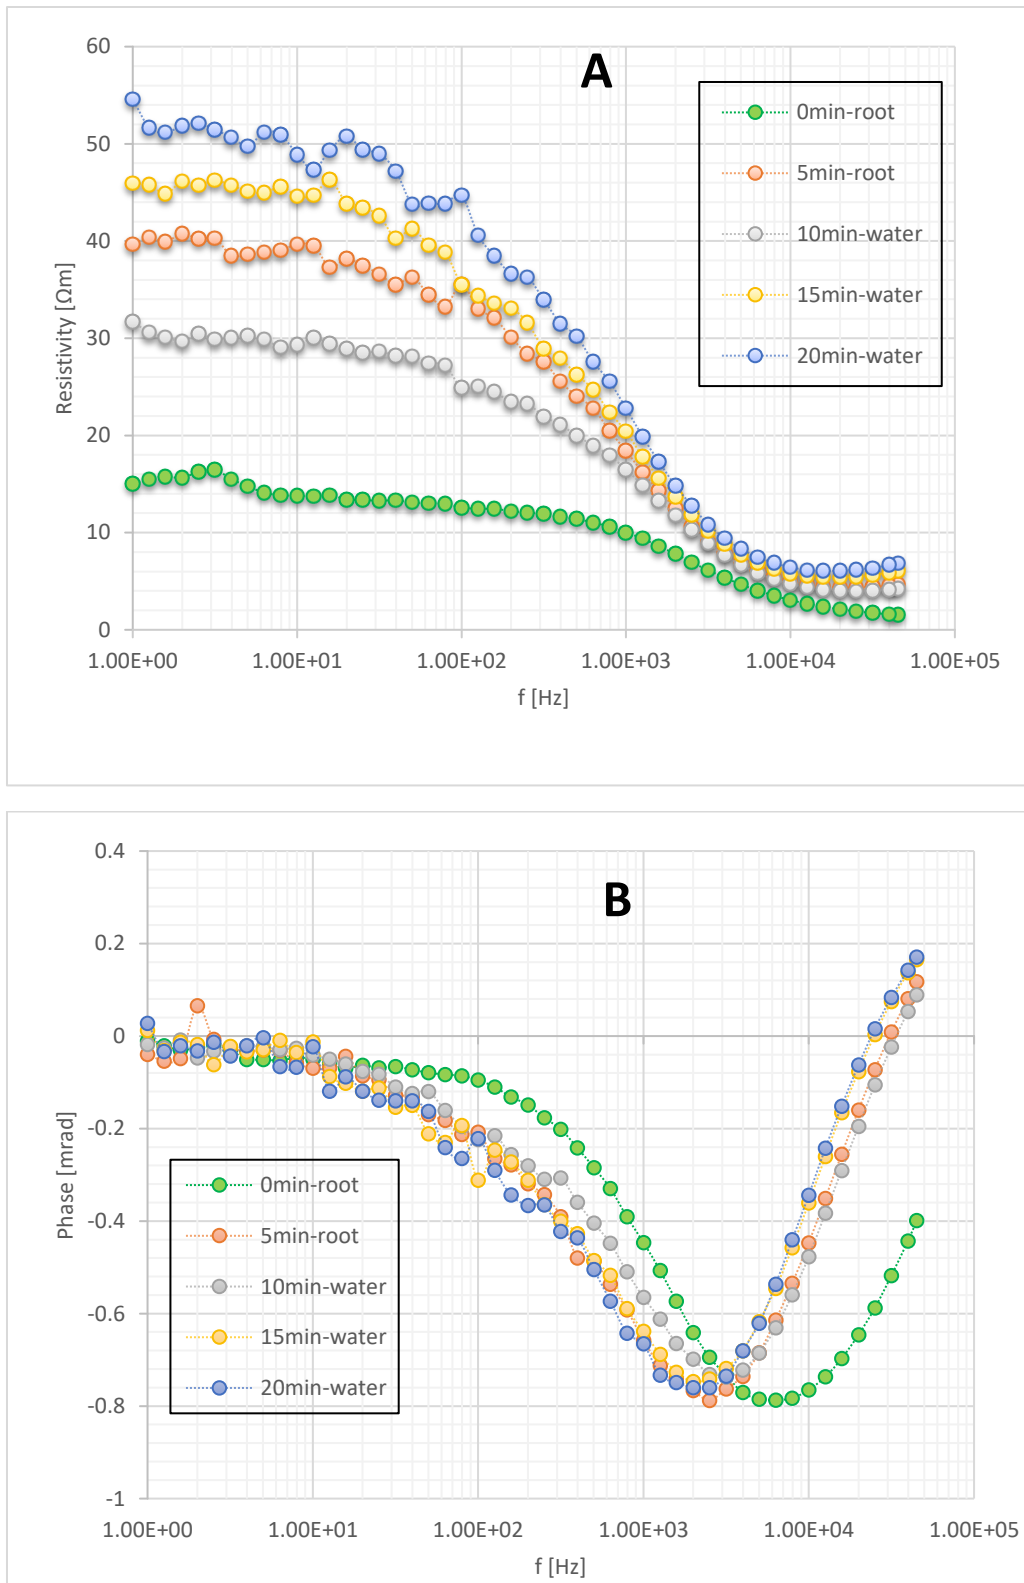 A
60
50
40
30
20
10
0
Resistivity [Ωm]
1.00E+00 1.00E+01 1.00E+02 1.00E+03 1.00E+04 1.00E+05
f [Hz]
0min-root
5min-root
10min-water
15min-water
20min-water
B
0.4
0.2
0
-0.2
-0.4
-0.6
-0.8
-1
Phase [mrad]
1.00E+00 1.00E+01 1.00E+02 1.00E+03 1.00E+04 1.00E+05
f [Hz]
0min-root
5min-root
10min-water
15min-water
20min-water